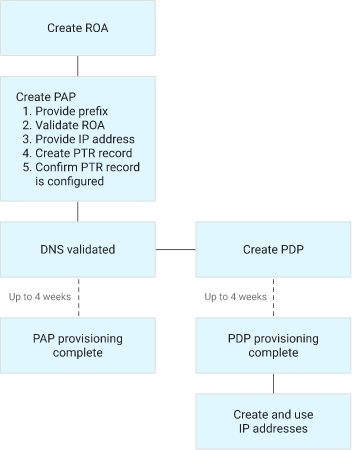 Create ROA
Create PAP
1. Provide prefix
2. Validate ROA
3. Provide IP address
4. Create PTR record
5. Confirm PTR record
is configured
DNS validated
Create PDP
Up to 4 weeks
Up to 4 weeks
PAP provisioning
complete
PDP provisioning
complete
Create and use
IP addresses